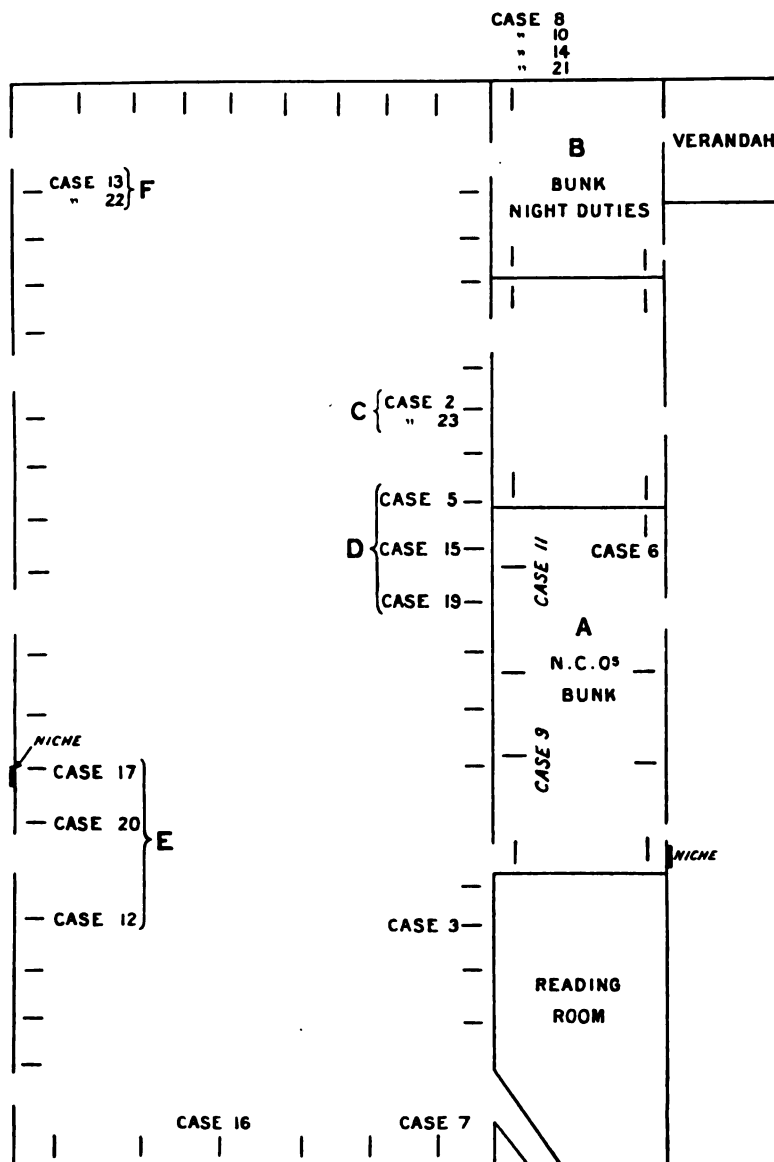 CASE 8
" 10
" 14
" 21
VERANDAH
B
BUNK
NIGHT DUTIES
CASE 13
" 22
F
C
CASE 2
" 23
D
CASE 5
CASE 15
CASE 19
CASE 11
CASE 6
A
N.C.Os
BUNK
CASE 9
NICHE
CASE 17
CASE 20
E
CASE 12
NICHE
CASE 3
READING
ROOM
CASE 16
CASE 7